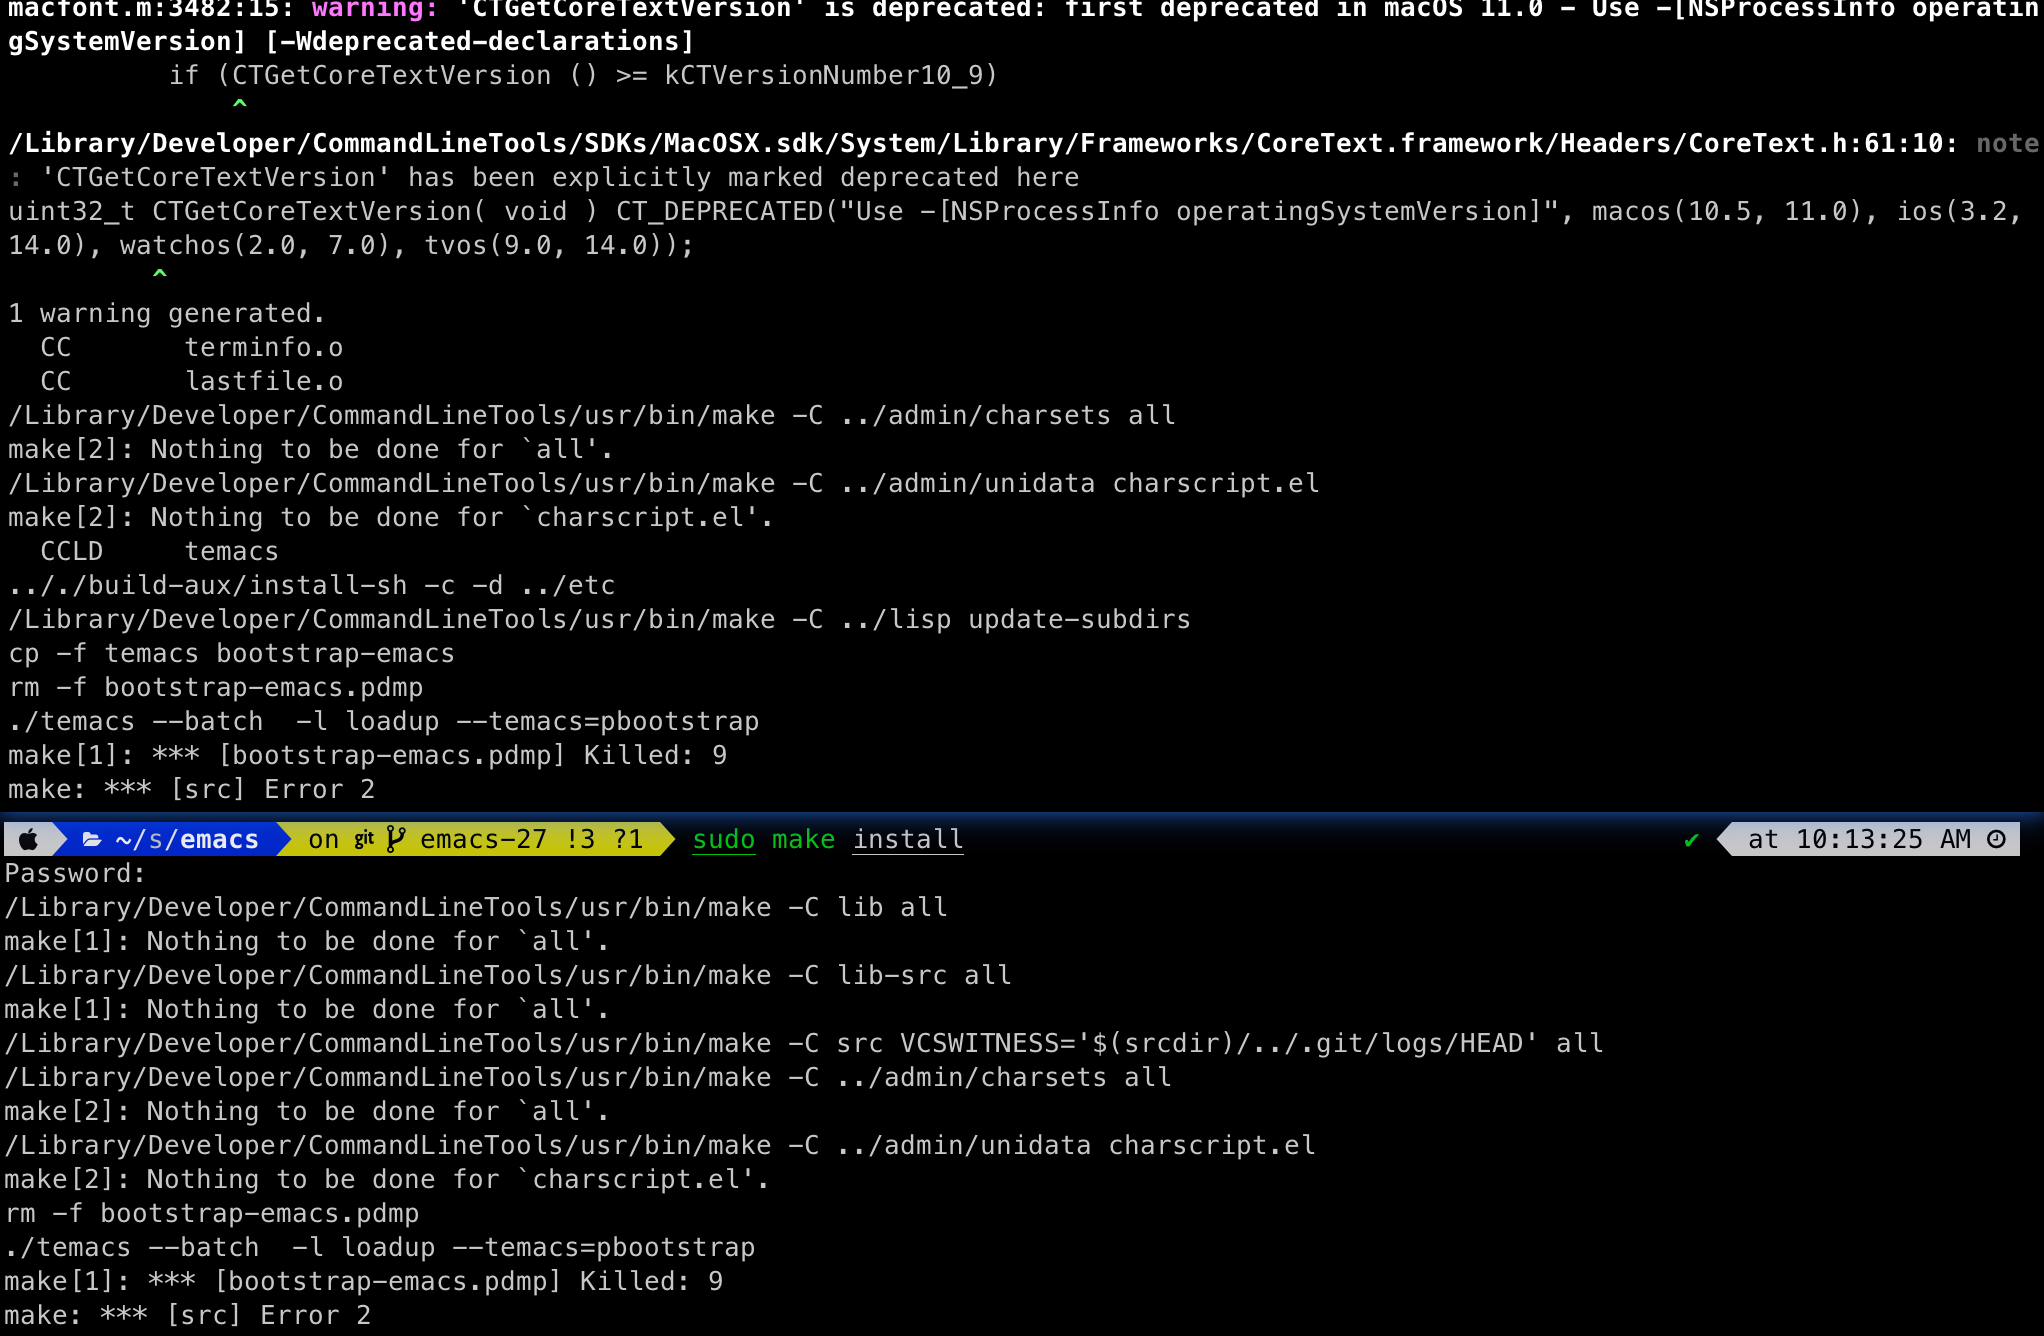 macfont.m:3482:15: warning: 'CTGetCoreTextVersion' is deprecated: first deprecated in macOS 11.0 - Use -[NSProcessInfo operatin
gSystemVersion] [-Wdeprecated-declarations]
if (CTGetCoreTextVersion () >= kCTVersionNumber10_9)
^
/Library/Developer/CommandLineTools/SDKs/MacOSX.sdk/System/Library/Frameworks/CoreText.framework/Headers/CoreText.h:61:10: note
: 'CTGetCoreTextVersion' has been explicitly marked deprecated here
uint32_t CTGetCoreTextVersion( void ) CT_DEPRECATED("Use -[NSProcessInfo operatingSystemVersion]", macos(10.5, 11.0), ios(3.2,
14.0), watchos(2.0, 7.0), tvos(9.0, 14.0));
^
1 warning generated.
CC       terminfo.o
CC       lastfile.o
/Library/Developer/CommandLineTools/usr/bin/make -C ../admin/charsets all
make[2]: Nothing to be done for `all'.
/Library/Developer/CommandLineTools/usr/bin/make -C ../admin/unidata charscript.el
make[2]: Nothing to be done for `charscript.el'.
CCLD     temacs
.././build-aux/install-sh -c -d ../etc
/Library/Developer/CommandLineTools/usr/bin/make -C ../lisp update-subdirs
cp -f temacs bootstrap-emacs
rm -f bootstrap-emacs.pdmp
./temacs --batch  -l loadup --temacs=pbootstrap
make[1]: *** [bootstrap-emacs.pdmp] Killed: 9
make: *** [src] Error 2
~/s/emacs on git emacs-27 !3 ?1 sudo make install ✔ at 10:13:25 AM
Password:
/Library/Developer/CommandLineTools/usr/bin/make -C lib all
make[1]: Nothing to be done for `all'.
/Library/Developer/CommandLineTools/usr/bin/make -C lib-src all
make[1]: Nothing to be done for `all'.
/Library/Developer/CommandLineTools/usr/bin/make -C src VCSWITNESS='$(srcdir)/../.git/logs/HEAD' all
/Library/Developer/CommandLineTools/usr/bin/make -C ../admin/charsets all
make[2]: Nothing to be done for `all'.
/Library/Developer/CommandLineTools/usr/bin/make -C ../admin/unidata charscript.el
make[2]: Nothing to be done for `charscript.el'.
rm -f bootstrap-emacs.pdmp
./temacs --batch  -l loadup --temacs=pbootstrap
make[1]: *** [bootstrap-emacs.pdmp] Killed: 9
make: *** [src] Error 2